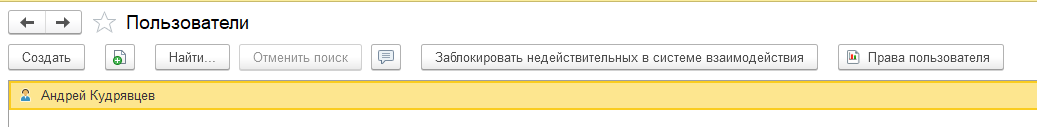 Пользователи
Создать Найти... Отменить поиск Заблокировать недействительных в системе взаимодействия Права пользователя
Андрей Кудрявцев